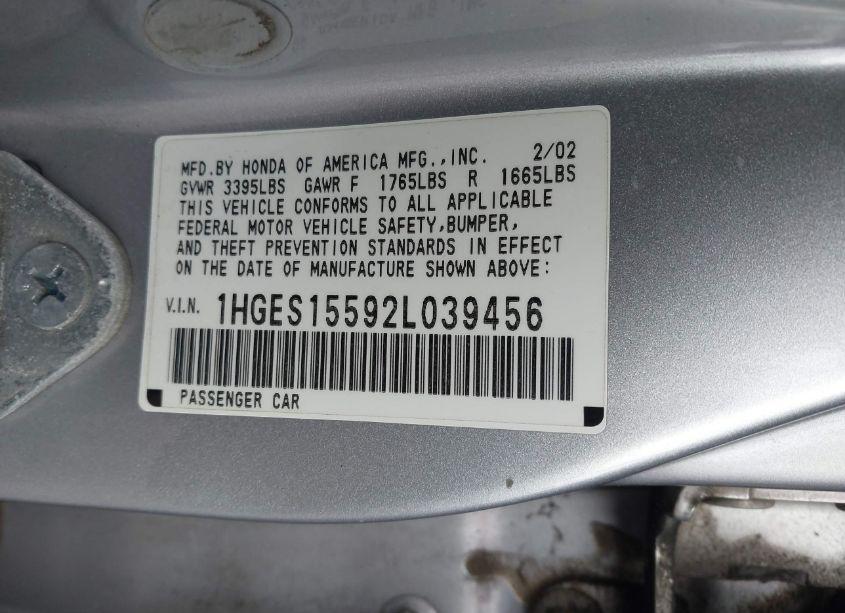 MFD.BY HONDA OF AMERICA MFG.,INC. 2/02
GVWR 3395LBS GAWR F 1765LBS R 1665LBS
THIS VEHICLE CONFORMS TO ALL APPLICABLE
FEDERAL MOTOR VEHICLE SAFETY,BUMPER,
AND THEFT PREVENTION STANDARDS IN EFFECT
ON THE DATE OF MANUFACTURE SHOWN ABOVE:
V.I.N. 1HGES15592L039456
PASSENGER CAR